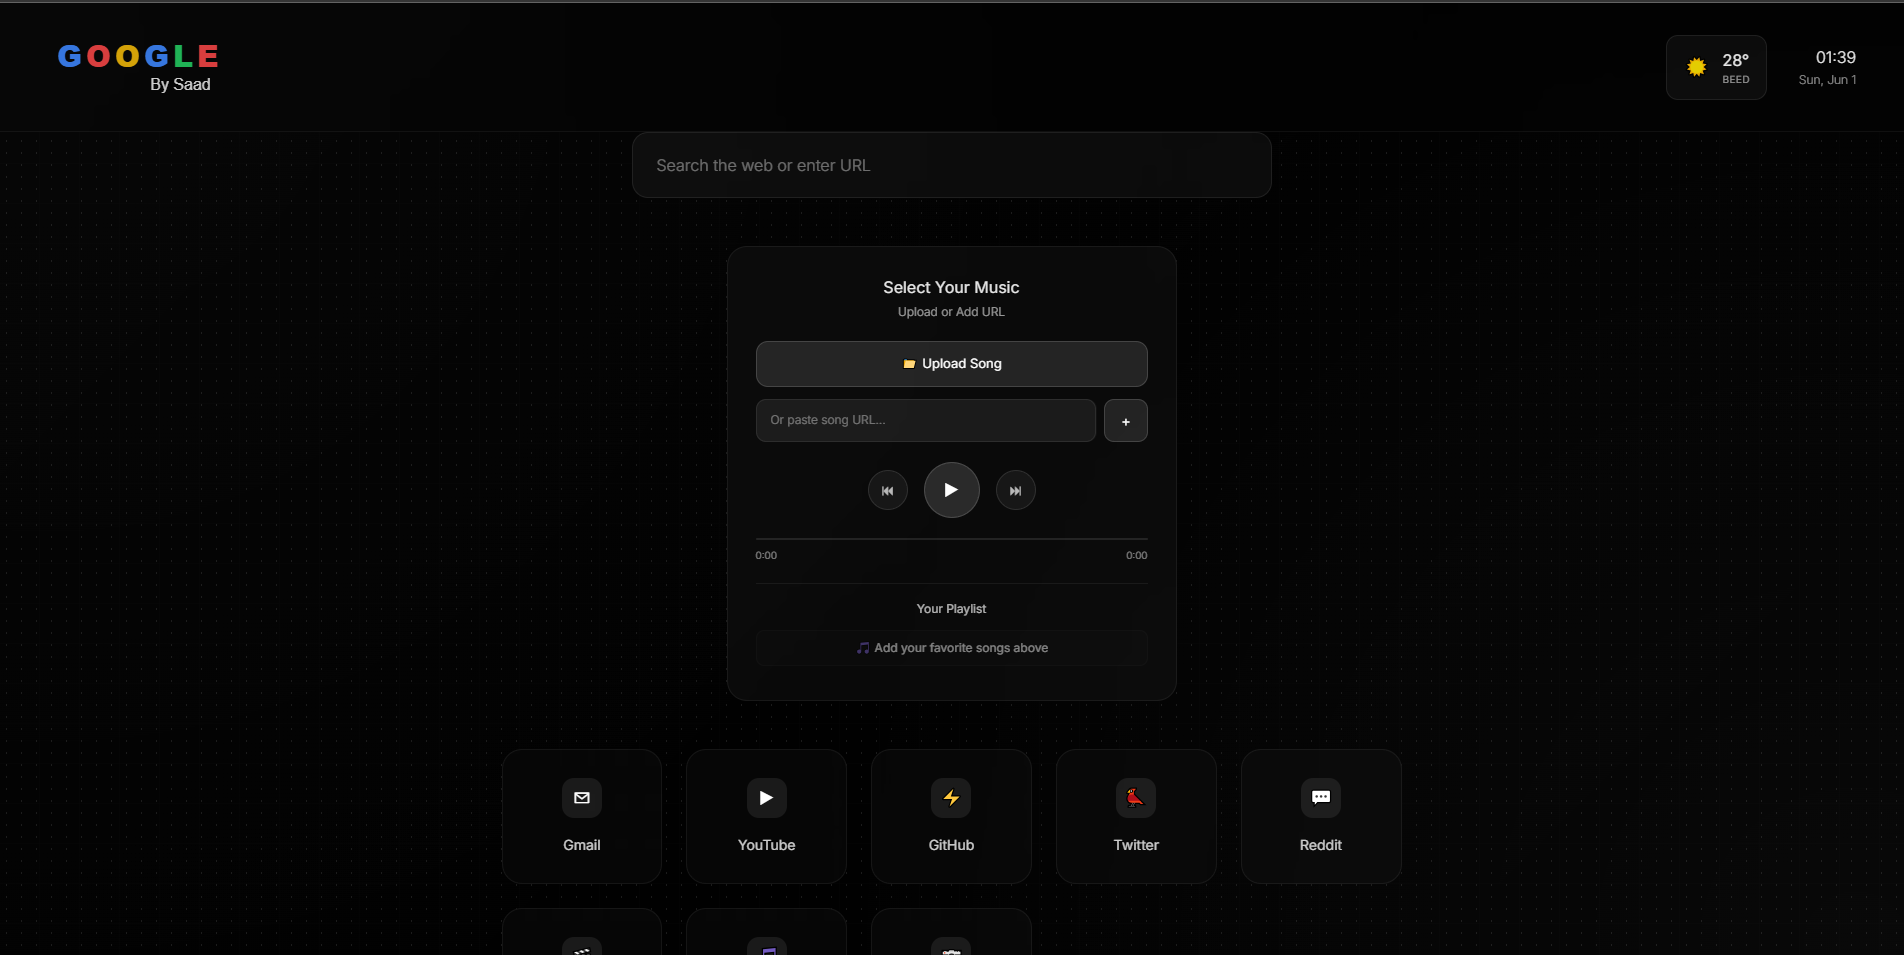 GOOGLE
By Saad
28°
BEED
01:39
Sun, Jun 1
Search the web or enter URL
Select Your Music
Upload or Add URL
Upload Song
Or paste song URL...
+
0:00
0:00
Your Playlist
Add your favorite songs above
Gmail
YouTube
GitHub
Twitter
Reddit